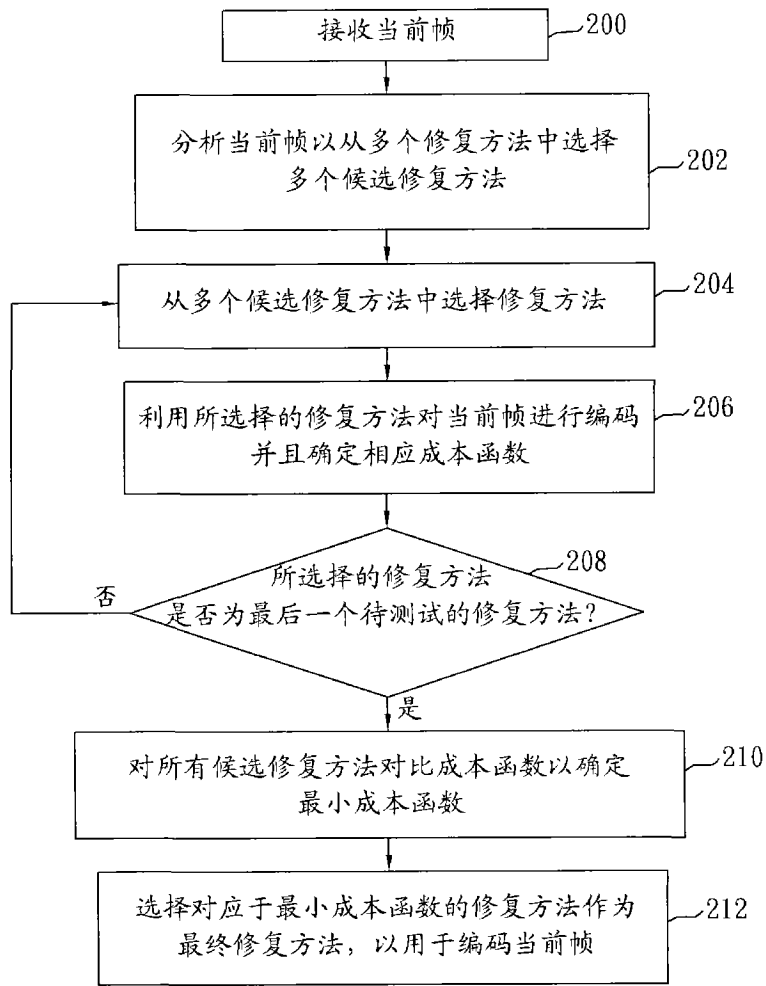 接收当前帧
200
分析当前帧以从多个修复方法中选择
多个候选修复方法
202
从多个候选修复方法中选择修复方法
204
利用所选择的修复方法对当前帧进行编码
并且确定相应成本函数
206
所选择的修复方法
是否为最后一个待测试的修复方法?
208
否
是
对所有候选修复方法对比成本函数以确定
最小成本函数
210
选择对应于最小成本函数的修复方法作为
最终修复方法，以用于编码当前帧
212